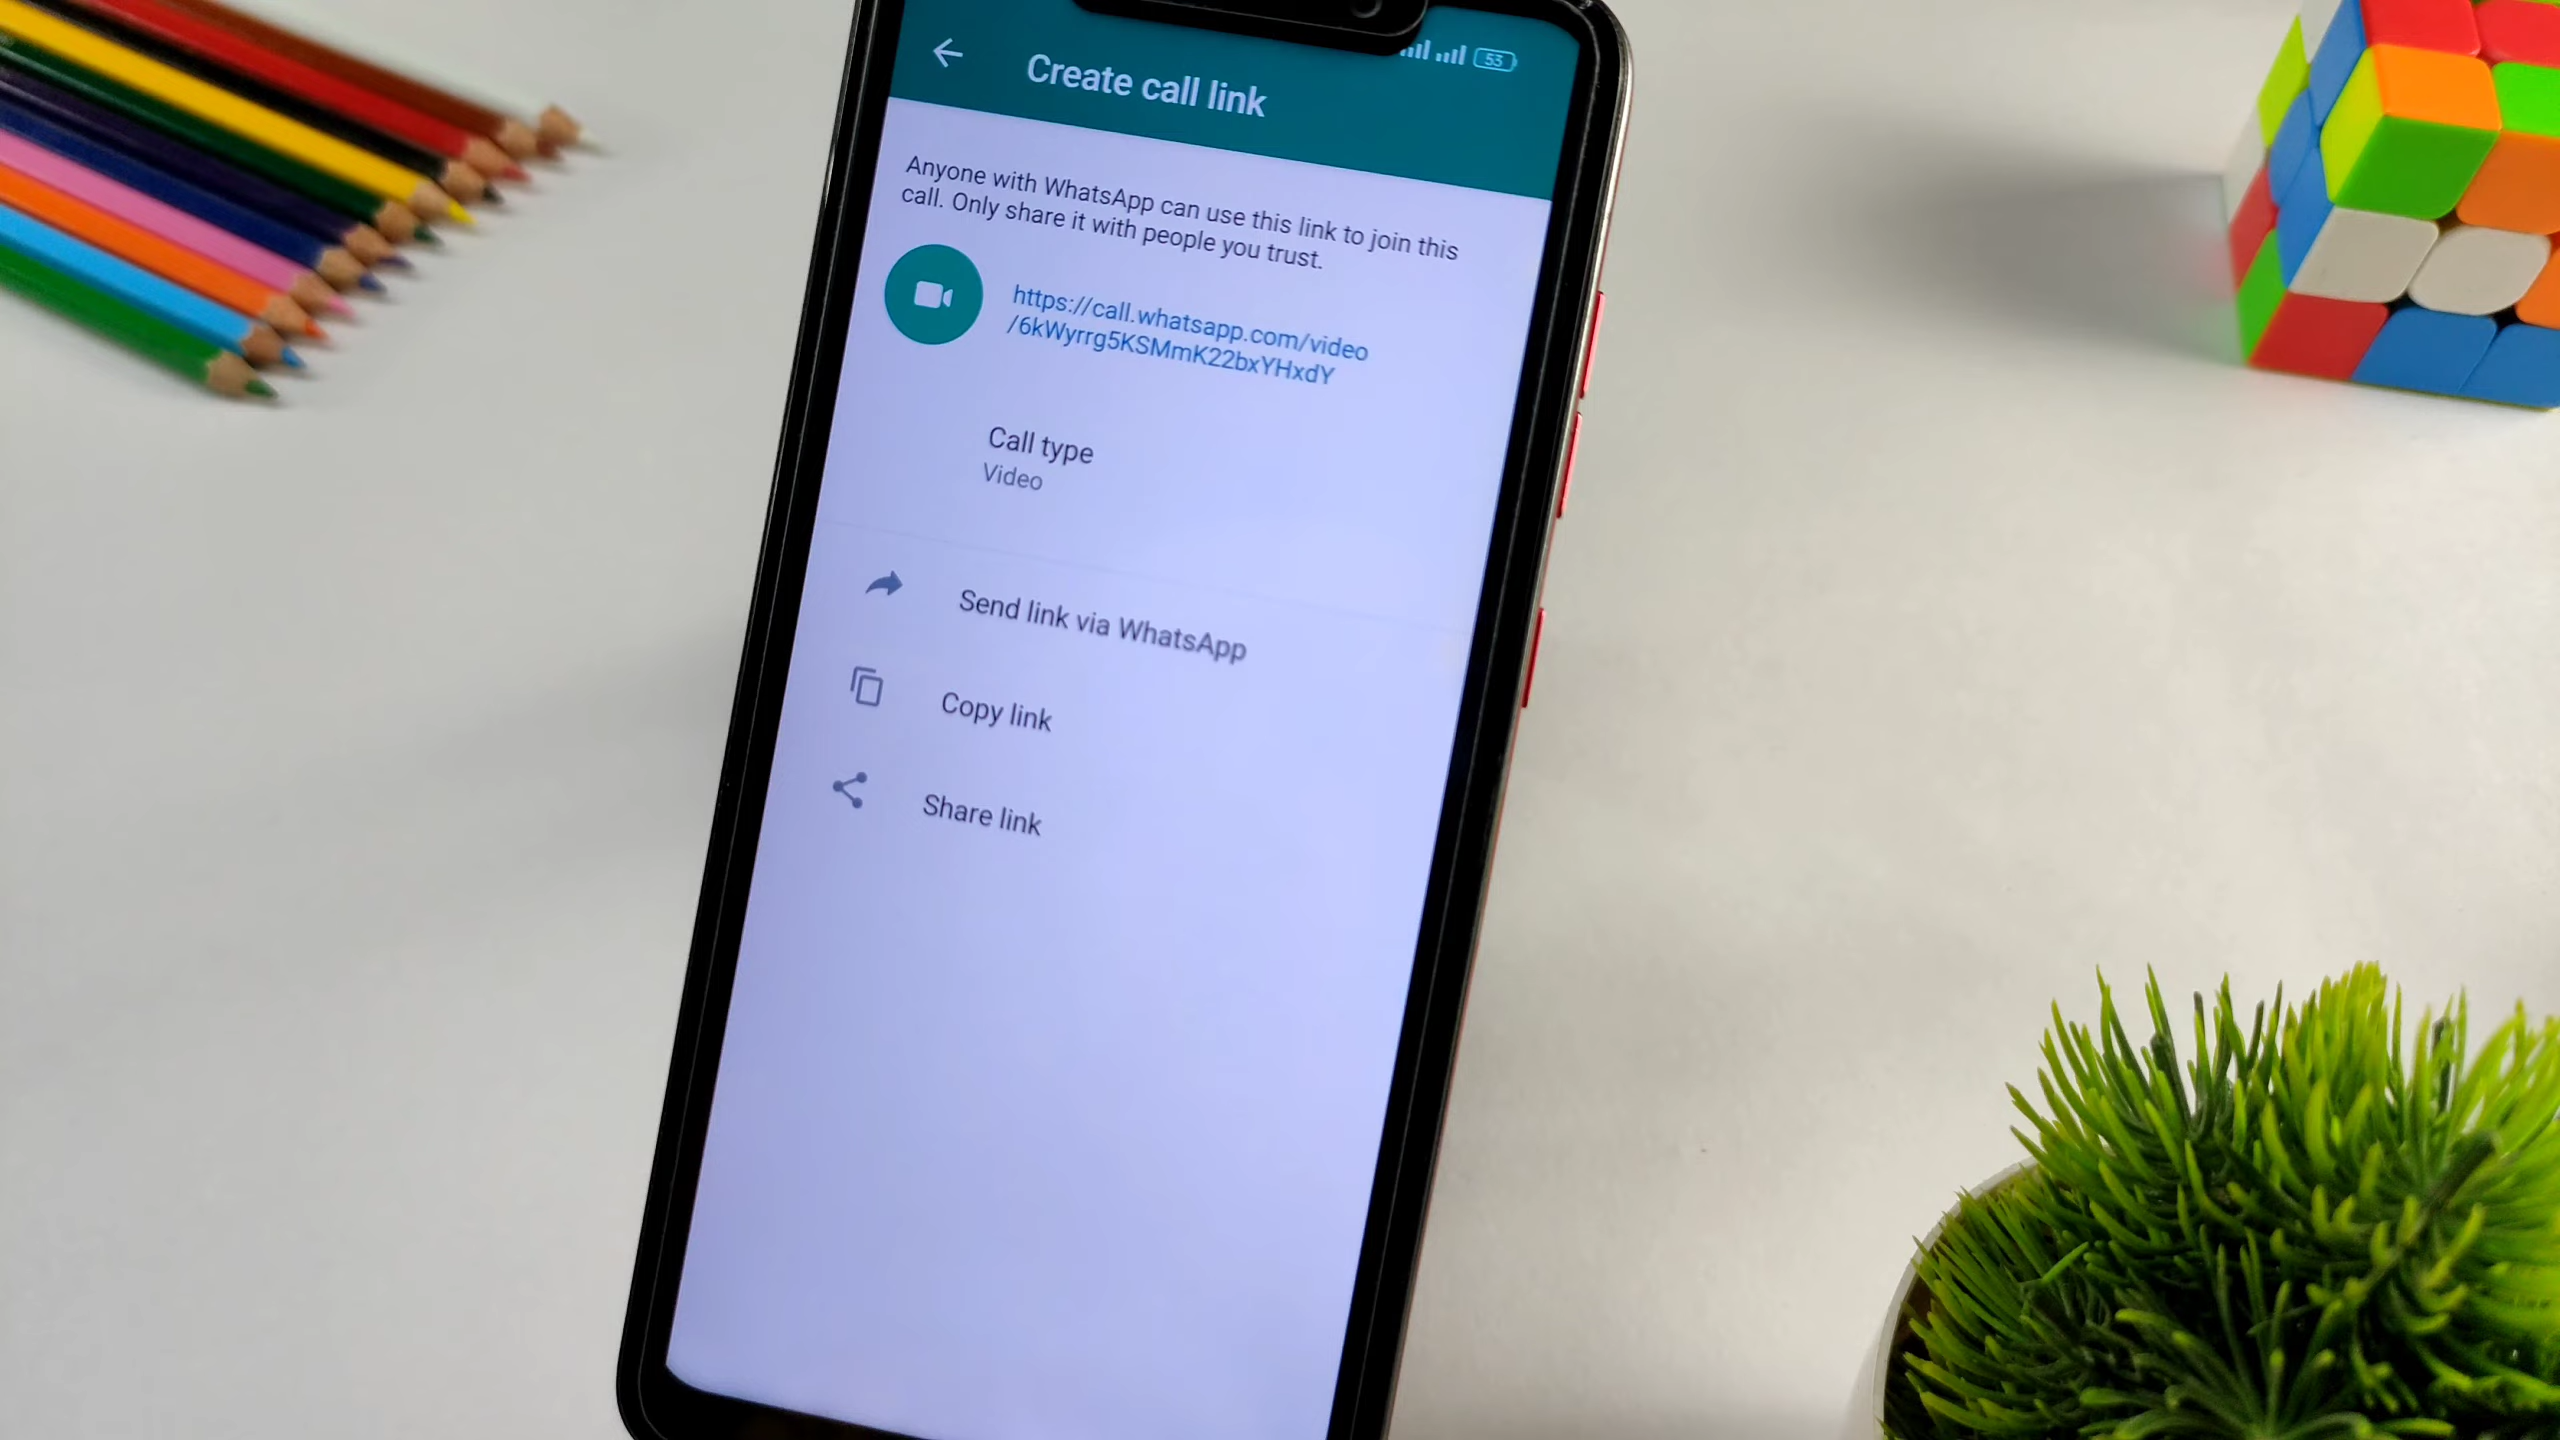 53
Create call link
Anyone with WhatsApp can use this link to join this
call. Only share it with people you trust.
https://call.whatsapp.com/video
/6kWyrrg5KSMmK22bxYHxdY
Call type
Video
Send link via WhatsApp
Copy link
Share link